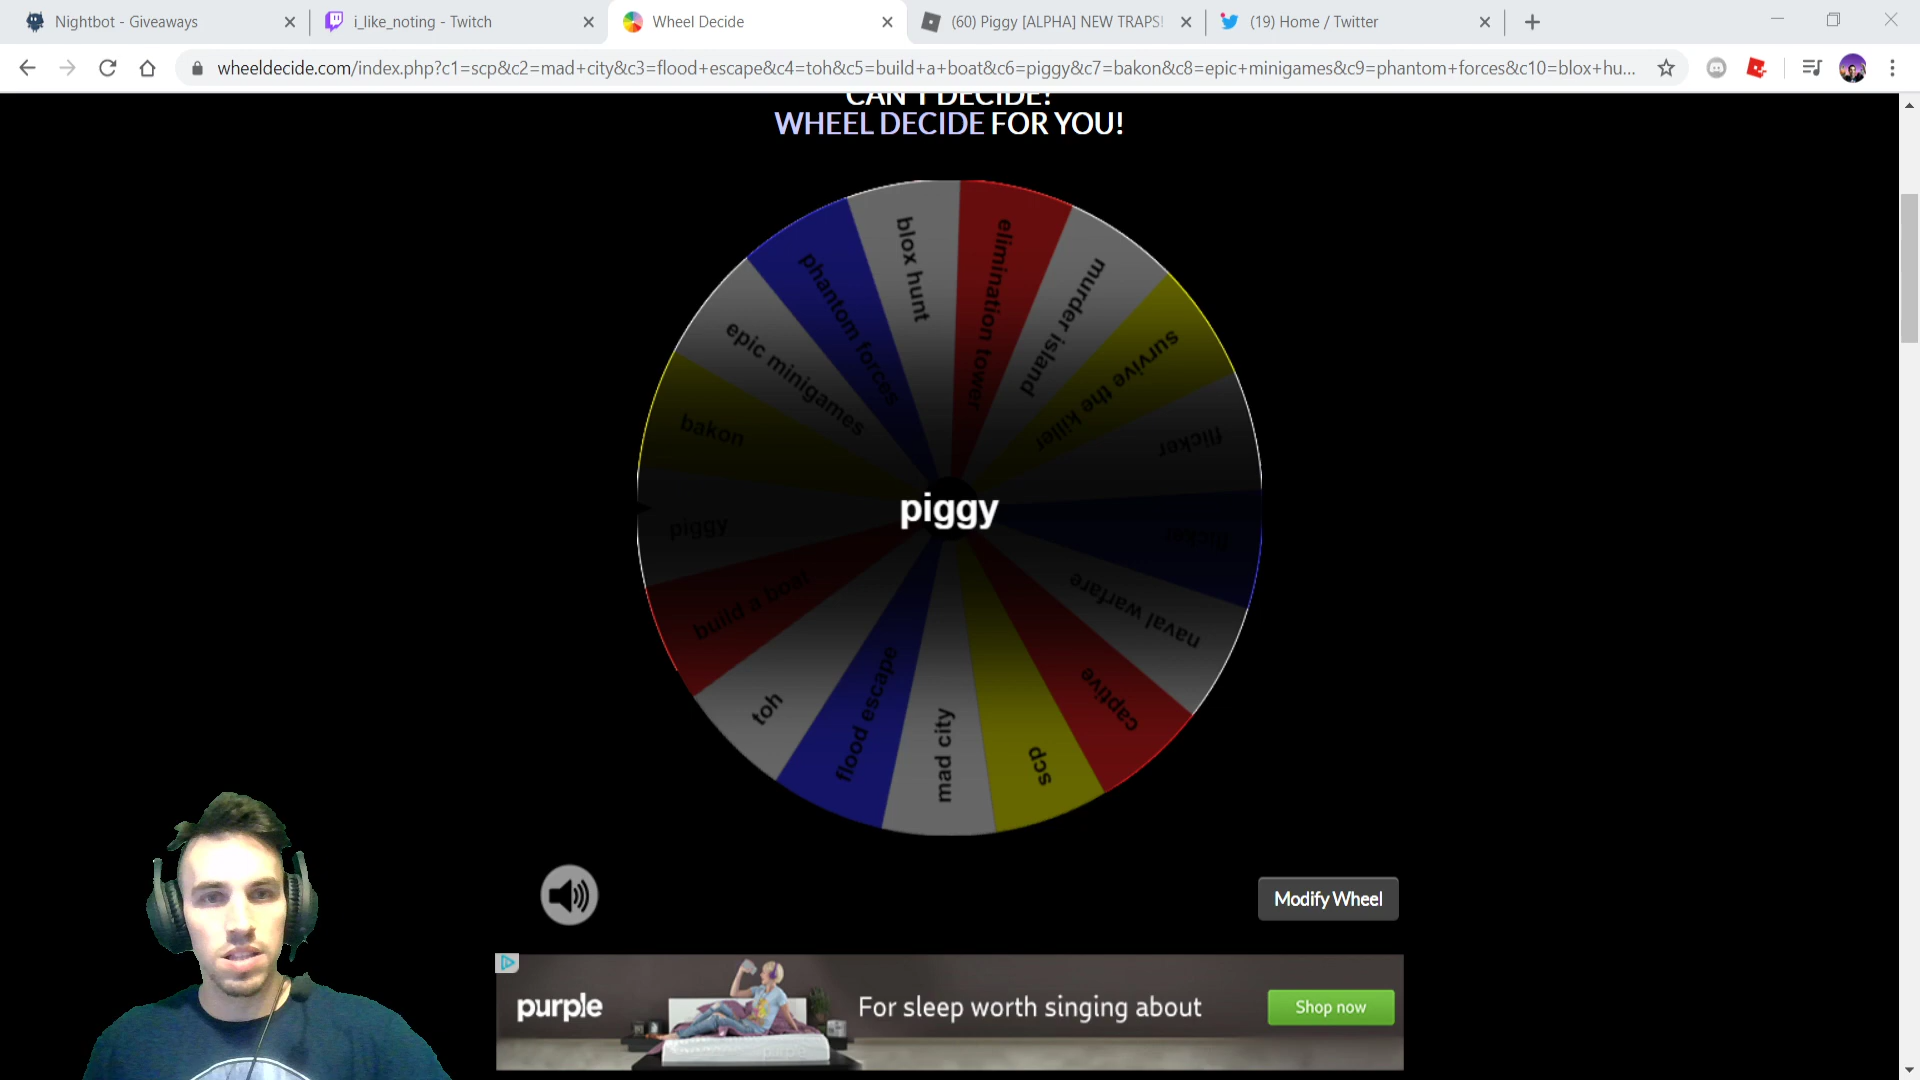 Nightbot - Giveaways
i_like_noting - Twitch
Wheel Decide
(60) Piggy [ALPHA] NEW TRAPS!
(19) Home / Twitter
wheeldecide.com/index.php?c1=scp&c2=mad+city&c3=flood+escape&c4=toh&c5=build+a+boat&c6=piggy&c7=bakon&c8=epic+minigames&c9=phantom+forces&c10=blox+hu...
CAN'T DECIDE?
WHEEL DECIDE FOR YOU!
blox hunt
elimination tower
phantom forces
murder island
epic minigames
survive the killer
bakon
flicker
piggy
piggy
flicker
build a boat
naval warfare
toh
flood escape
mad city
scp
captive
Modify Wheel
purple
For sleep worth singing about
Shop now